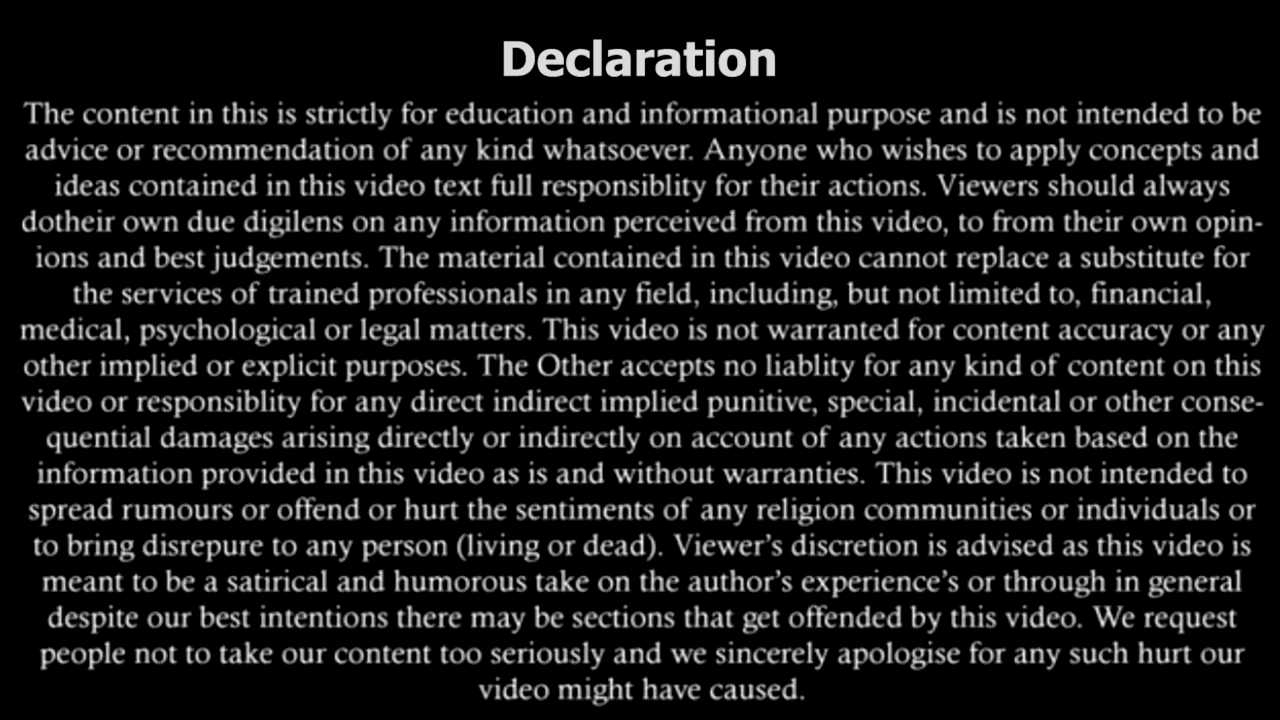 Declaration
The content in this is strictly for education and informational purpose and is not intended to be
advice or recommendation of any kind whatsoever. Anyone who wishes to apply concepts and
ideas contained in this video text full responsiblity for their actions. Viewers should always
dotheir own due digilens on any information perceived from this video, to from their own opin-
ions and best judgements. The material contained in this video cannot replace a substitute for
the services of trained professionals in any field, including, but not limited to, financial,
medical, psychological or legal matters. This video is not warranted for content accuracy or any
other implied or explicit purposes. The Other accepts no liablity for any kind of content on this
video or responsiblity for any direct indirect implied punitive, special, incidental or other conse-
quential damages arising directly or indirectly on account of any actions taken based on the
information provided in this video as is and without warranties. This video is not intended to
spread rumours or offend or hurt the sentiments of any religion communities or individuals or
to bring disrepure to any person (living or dead). Viewer's discretion is advised as this video is
meant to be a satirical and humorous take on the author's experience's or through in general
despite our best intentions there may be sections that get offended by this video. We request
people not to take our content too seriously and we sincerely apologise for any such hurt our
video might have caused.